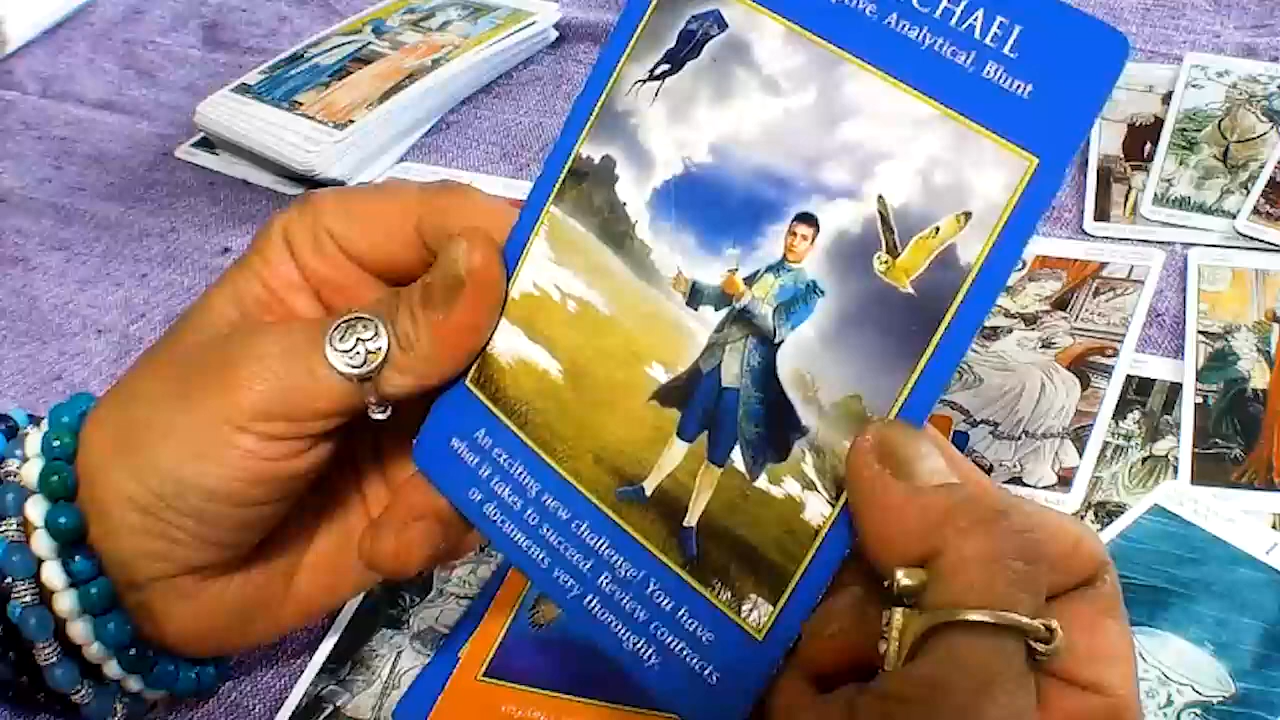 CHAEL
Analytical, Blunt
An exciting new challenge! You have
what it takes to succeed. Review contracts
or documents very thoroughly.